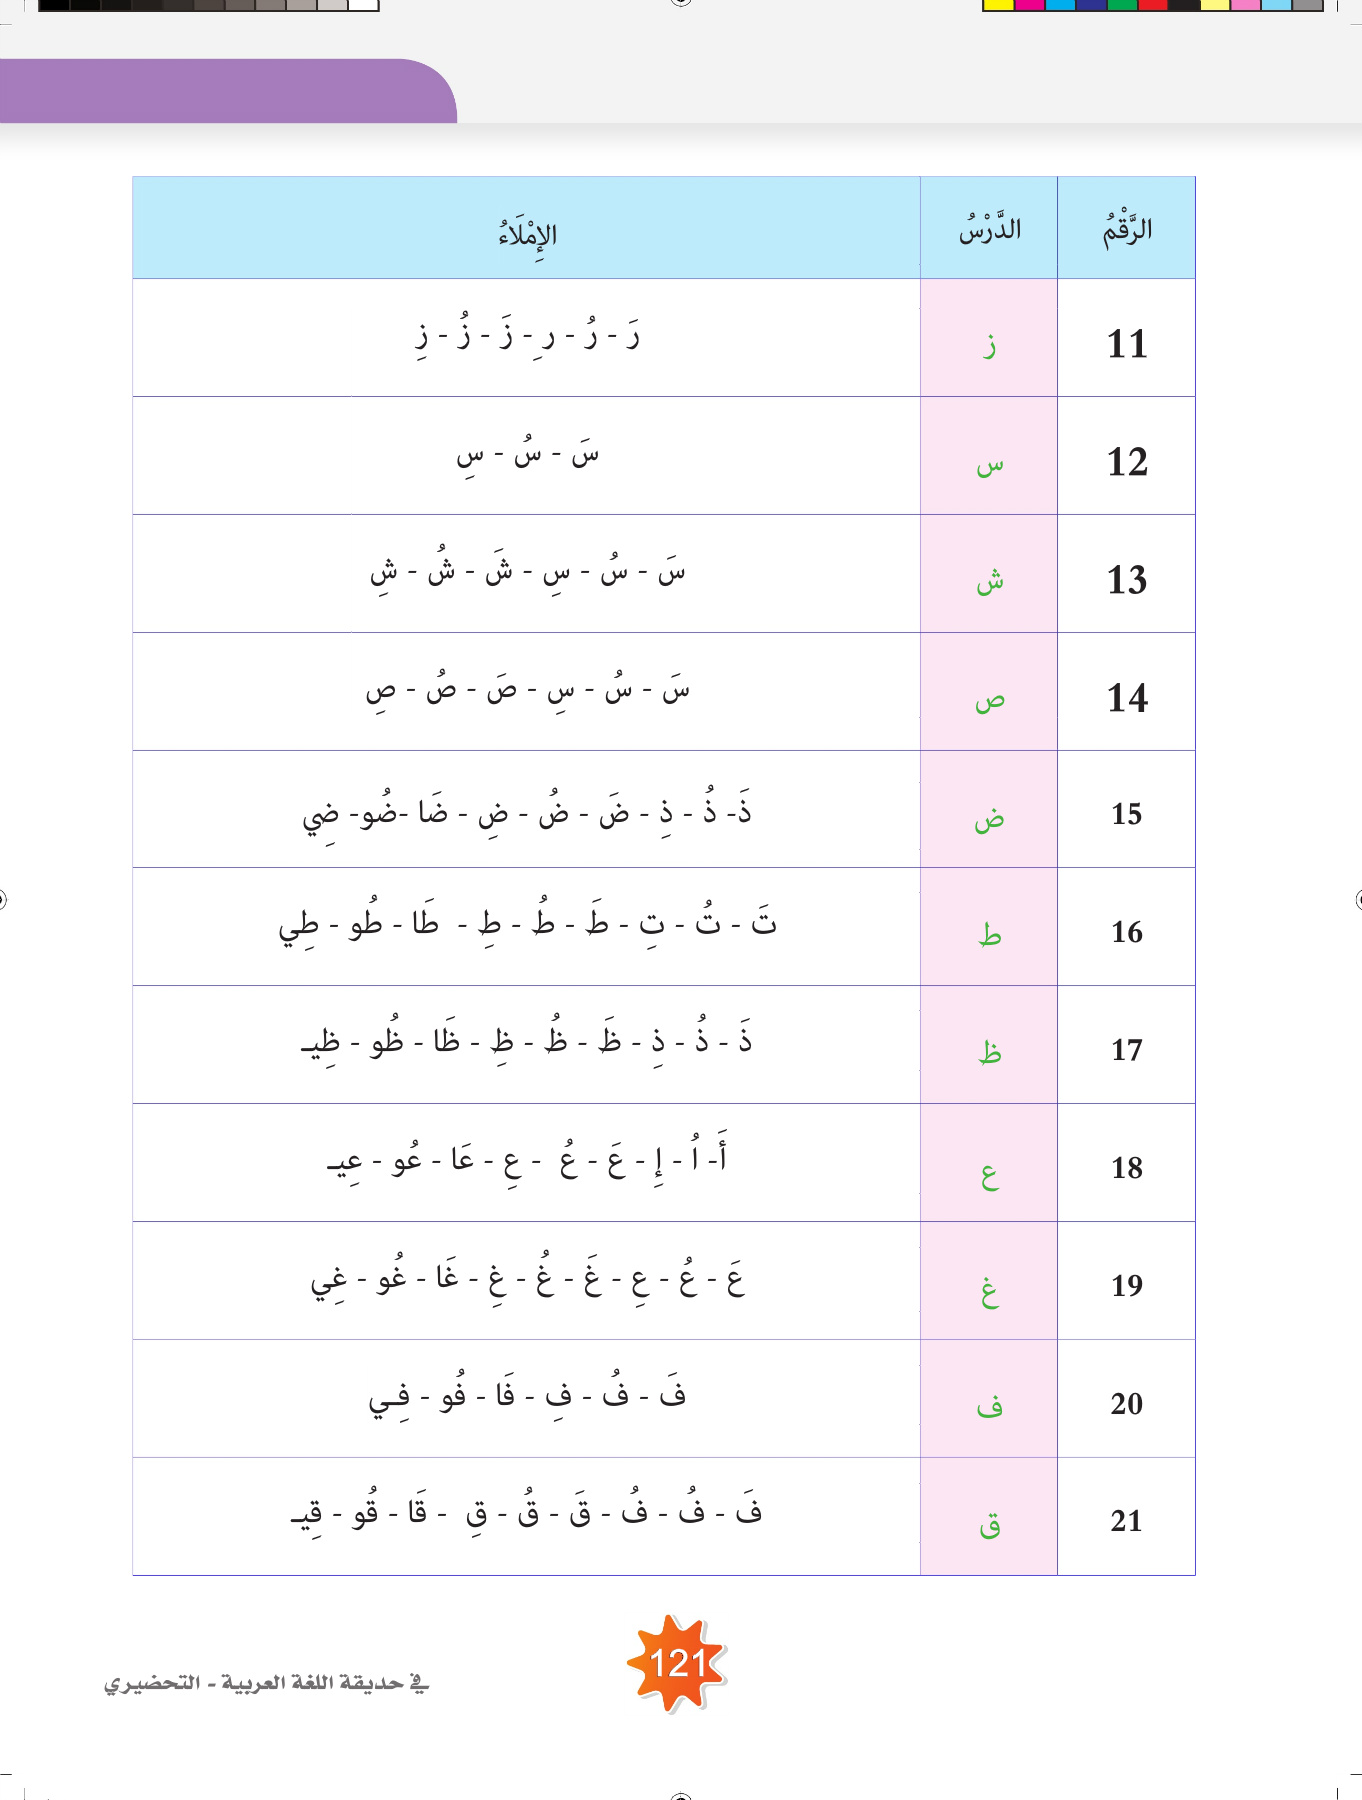 الرَّقْمُ الدَّرْسُ الإِمْلَاءُ
11 ز رَ - رُ - رِ - زَ - زُ - زِ
12 س سَ - سُ - سِ
13 ش سَ - سُ - سِ - شَ - شُ - شِ
14 ص سَ - سُ - سِ - صَ - صُ - صِ
15 ض ذَ- ذُ - ذِ - ضَ - ضُ - ضِ - ضَا -ضُو- ضِي
16 ط تَ - تُ - تِ - طَ - طُ - طِ - طَا - طُو - طِي
17 ظ ذَ - ذُ - ذِ - ظَ - ظُ - ظِ - ظَا - ظُو - ظِيـ
18 ع أَ- اُ - إِ - عَ - عُ - عِ - عَا - عُو - عِيـ
19 غ عَ - عُ - عِ - غَ - غُ - غِ - غَا - غُو - غِي
20 ف فَ - فُ - فِ - فَا - فُو - فِـي
21 ق فَ - فُ - فُ - قَ - قُ - قِ - قَا - قُو - قِيـ
121
في حديقة اللغة العربية - التحضيري